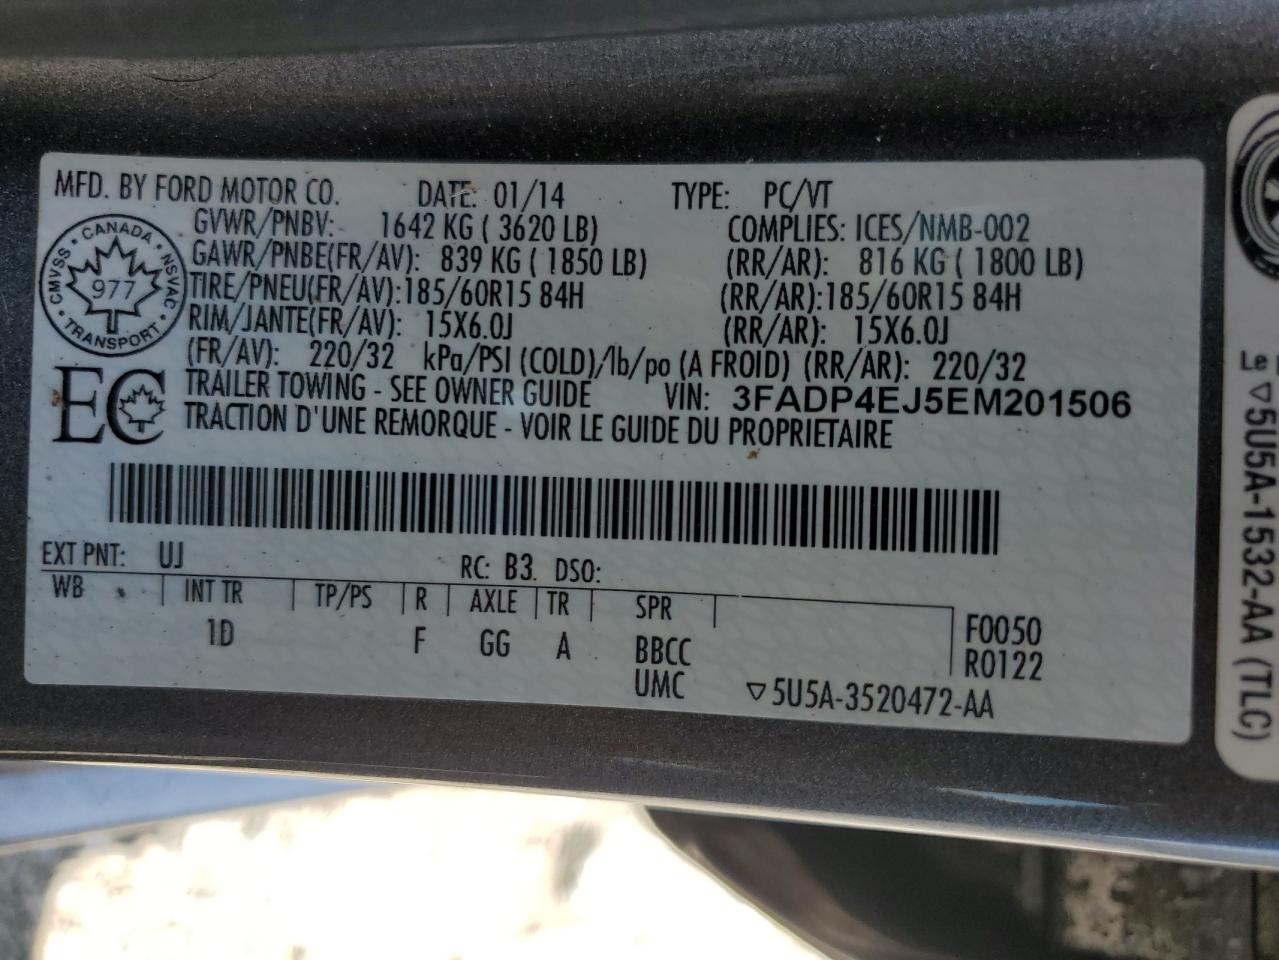 MFD. BY FORD MOTOR CO. DATE: 01/14 TYPE: PC/VT
GVWR/PNBV: 1642 KG ( 3620 LB) COMPLIES: ICES/NMB-002
GAWR/PNBE(FR/AV): 839 KG ( 1850 LB) (RR/AR): 816 KG ( 1800 LB)
TIRE/PNEU(FR/AV):185/60R15 84H (RR/AR):185/60R15 84H
RIM/JANTE(FR/AV): 15X6.0J (RR/AR): 15X6.0J
(FR/AV): 220/32 kPa/PSI (COLD)/lb/po (A FROID) (RR/AR): 220/32
TRAILER TOWING - SEE OWNER GUIDE VIN: 3FADP4EJ5EM201506
TRACTION D'UNE REMORQUE - VOIR LE GUIDE DU PROPRIETAIRE
CANADA
CMVSS 977 NSVAC
TRANSPORT
EC
EXT PNT: UJ RC: B3 DSO:
WB INT TR TP/PS R AXLE TR SPR F0050
1D F GG A BBCC R0122
UMC ▽5U5A-3520472-AA
▽5U5A-1532-AA (TLC)